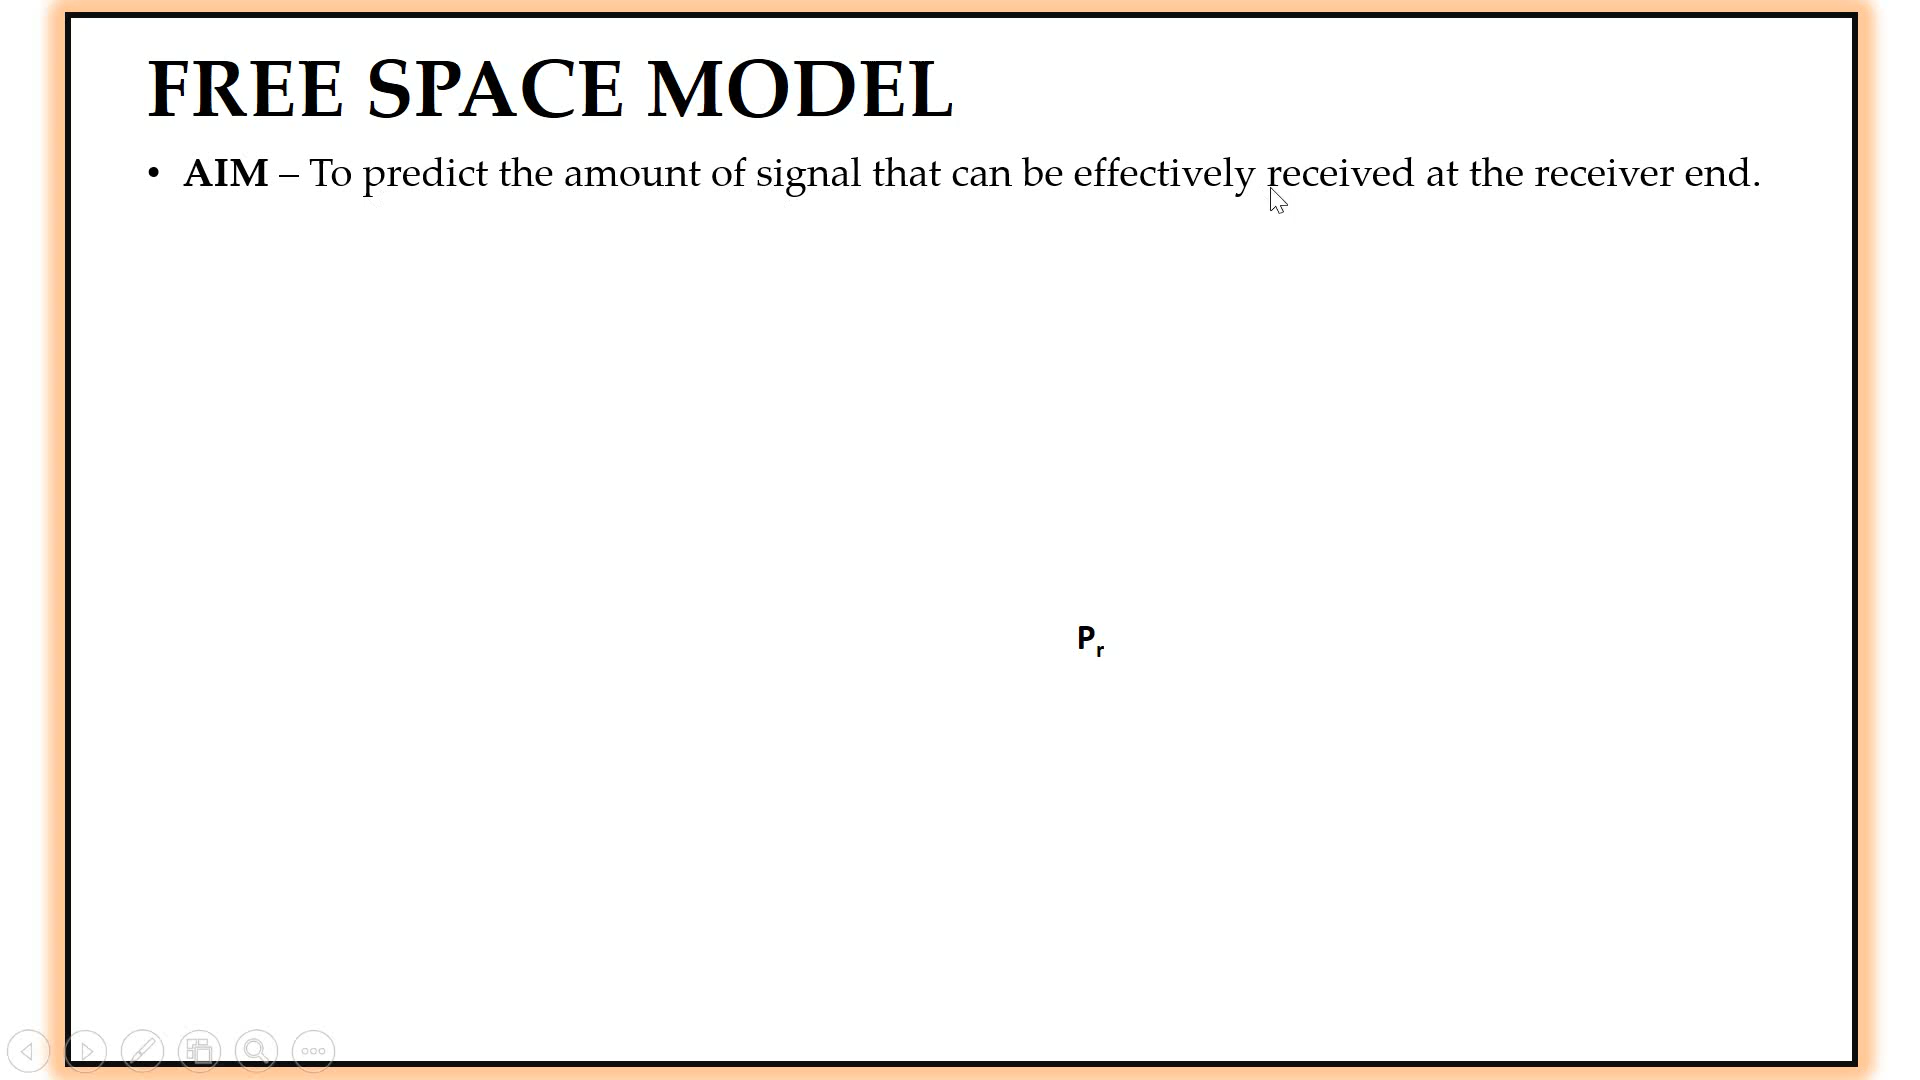 FREE SPACE MODEL
• AIM – To predict the amount of signal that can be effectively received at the receiver end.
Pr